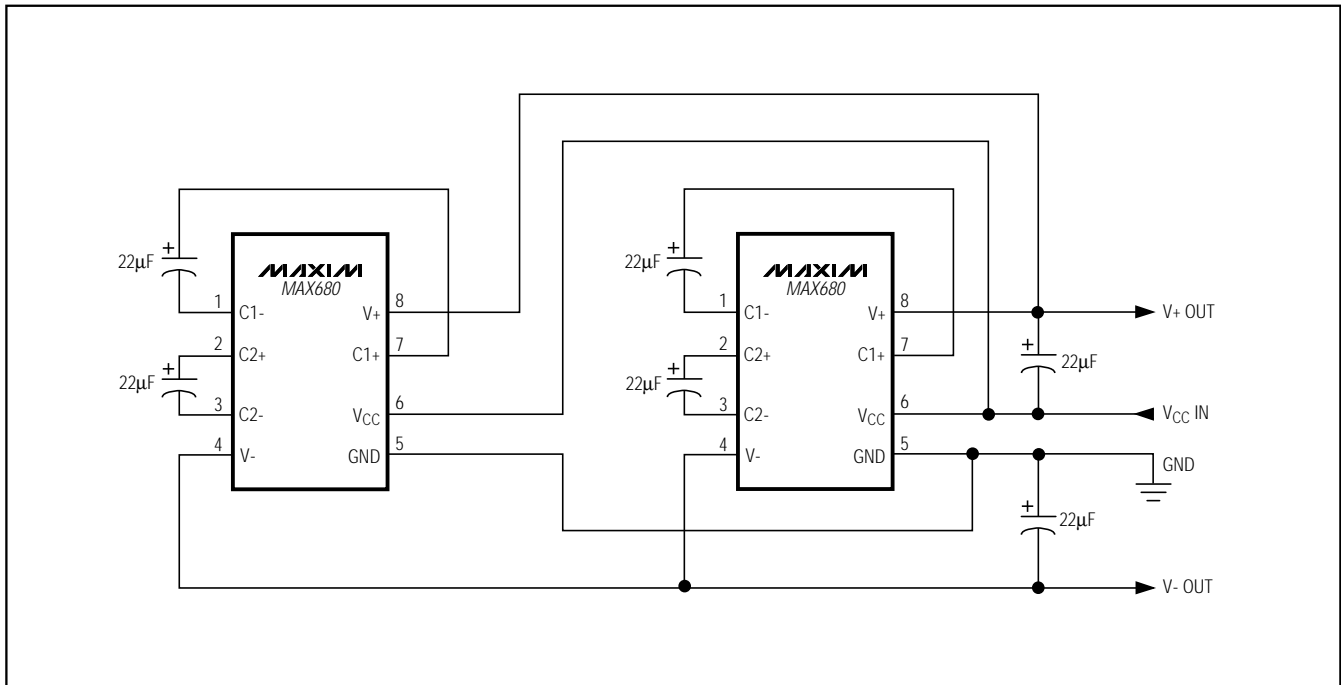 +
22μF
MAXIM
MAX680
1
C1-
V+
8
2
C2+
C1+
7
+
22μF
3
C2-
VCC
6
4
V-
GND
5
+
22μF
MAXIM
MAX680
1
C1-
V+
8
2
C2+
C1+
7
+
22μF
3
C2-
VCC
6
4
V-
GND
5
V+ OUT
+
22μF
VCC IN
GND
+
22μF
V- OUT